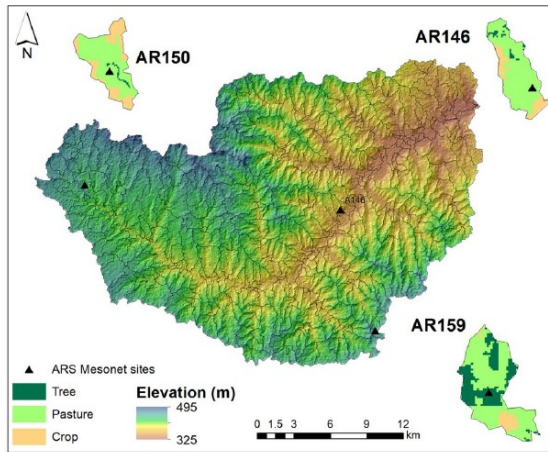 N
AR150
AR146
A146
AR159
ARS Mesonet sites
Tree
Pasture
Crop
Elevation (m)
495
325
0 1.5 3 6 9 12
km